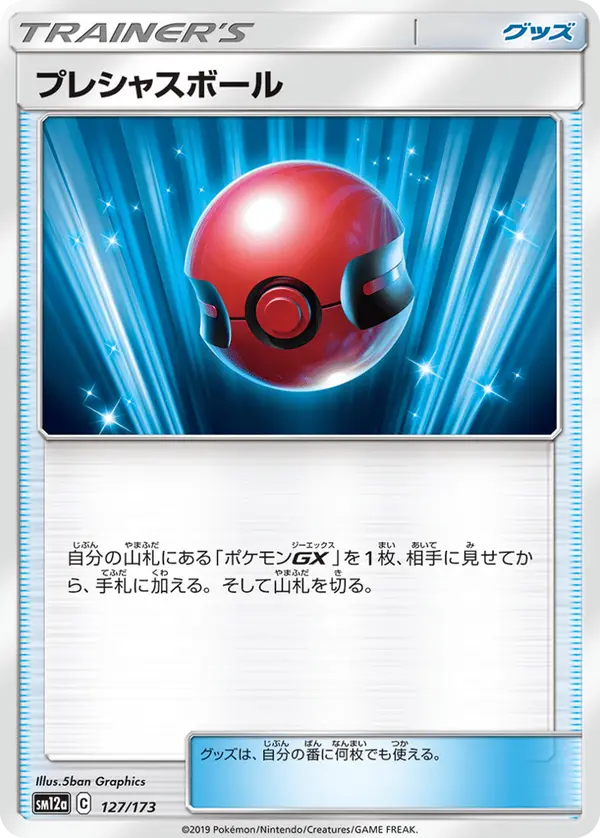 TRAINER'S
グッズ
プレシャスボール
自分の山札にある「ポケモンGX」を1枚、相手に見せてか
ら、手札に加える。そして山札を切る。
グッズは、自分の番に何枚でも使える。
Illus.5ban Graphics
sm12a C 127/173
©2019 Pokémon/Nintendo/Creatures/GAME FREAK.